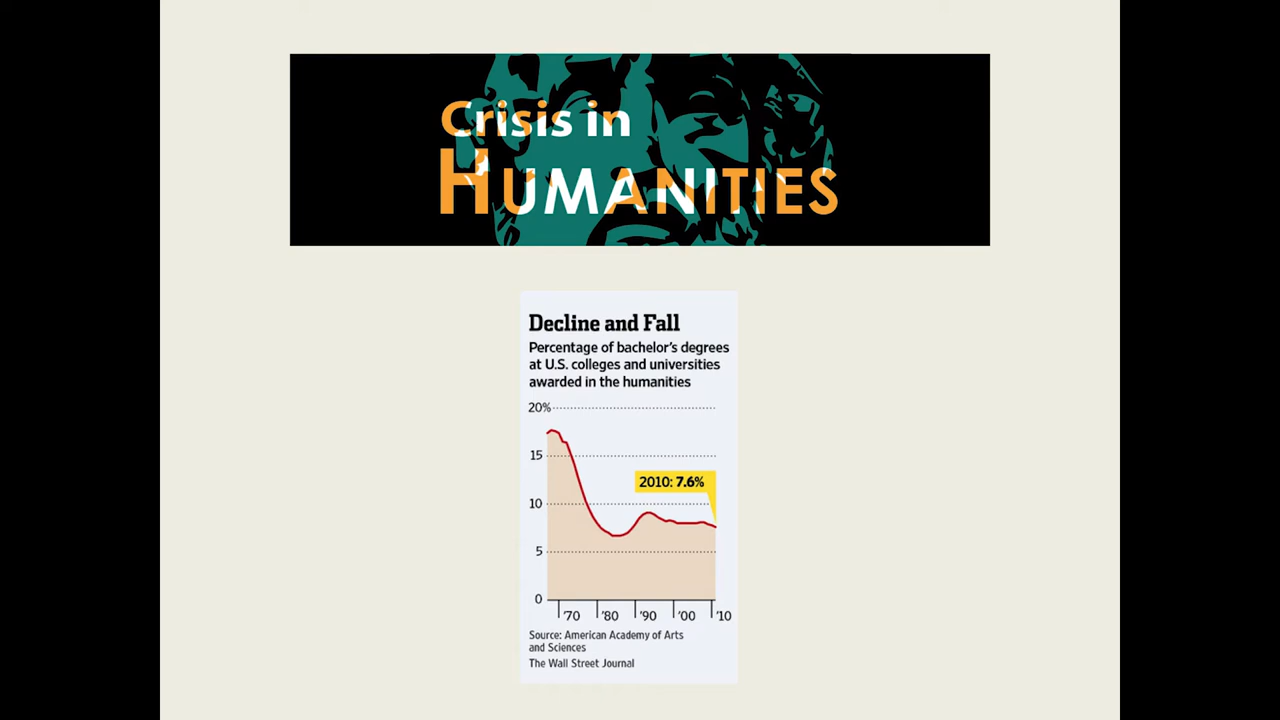 Crisis in
HUMANITIES
Decline and Fall
Percentage of bachelor's degrees
at U.S. colleges and universities
awarded in the humanities
20%
15
2010: 7.6%
10
5
0
'70 '80 '90 '00 '10
Source: American Academy of Arts
and Sciences
The Wall Street Journal